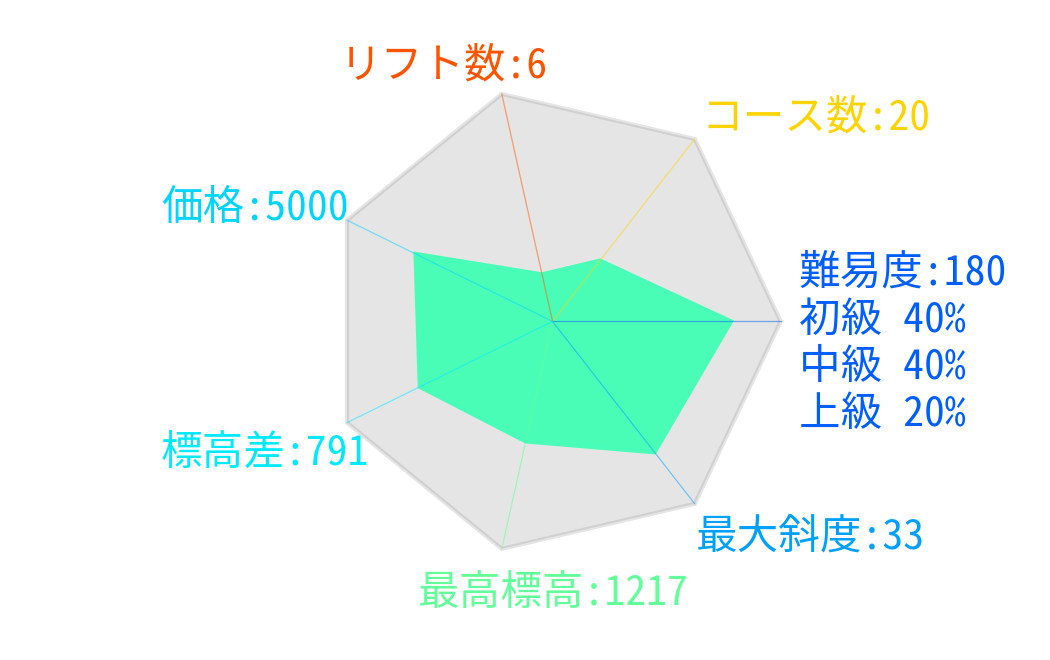 リフト数:6
コース数:20
価格:5000
難易度:180
初級 40%
中級 40%
上級 20%
標高差:791
最大斜度:33
最高標高:1217